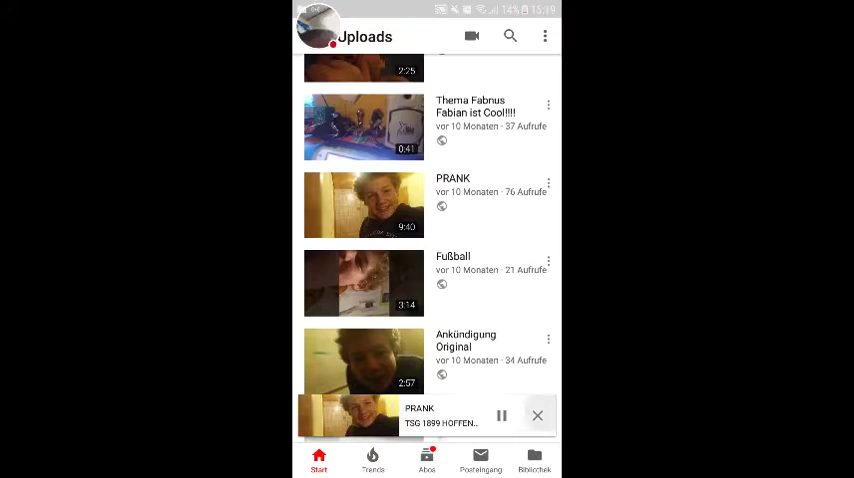 14% 15:19
Uploads
2:25
Thema Fabnus
Fabian ist Cool!!!!
vor 10 Monaten · 37 Aufrufe
0:41
PRANK
vor 10 Monaten · 76 Aufrufe
9:40
Fußball
vor 10 Monaten · 21 Aufrufe
3:14
Ankündigung
Original
vor 10 Monaten · 34 Aufrufe
2:57
PRANK
TSG 1899 HOFFEN...
Start
Trends
Abos
Posteingang
Bibliothek